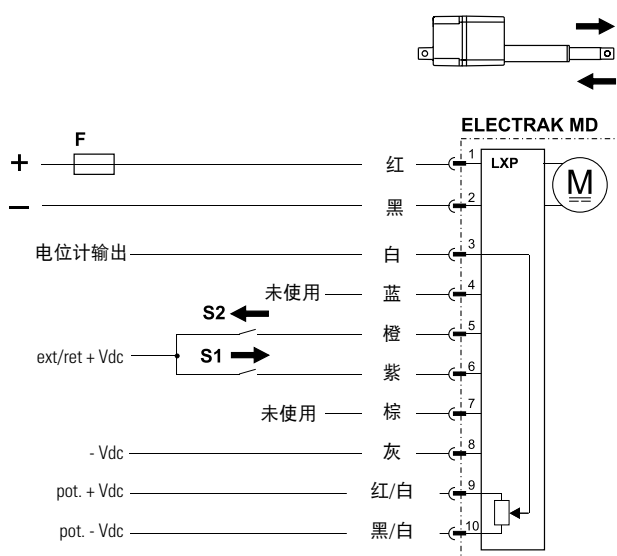 ELECTRAK MD
F
+ 红 1 LXP
M
− 黑 2
电位计输出 白 3
未使用 蓝 4
S2
橙 5
ext/ret + Vdc S1
紫 6
未使用 棕 7
- Vdc 灰 8
pot. + Vdc 红/白 9
pot. - Vdc 黑/白 10